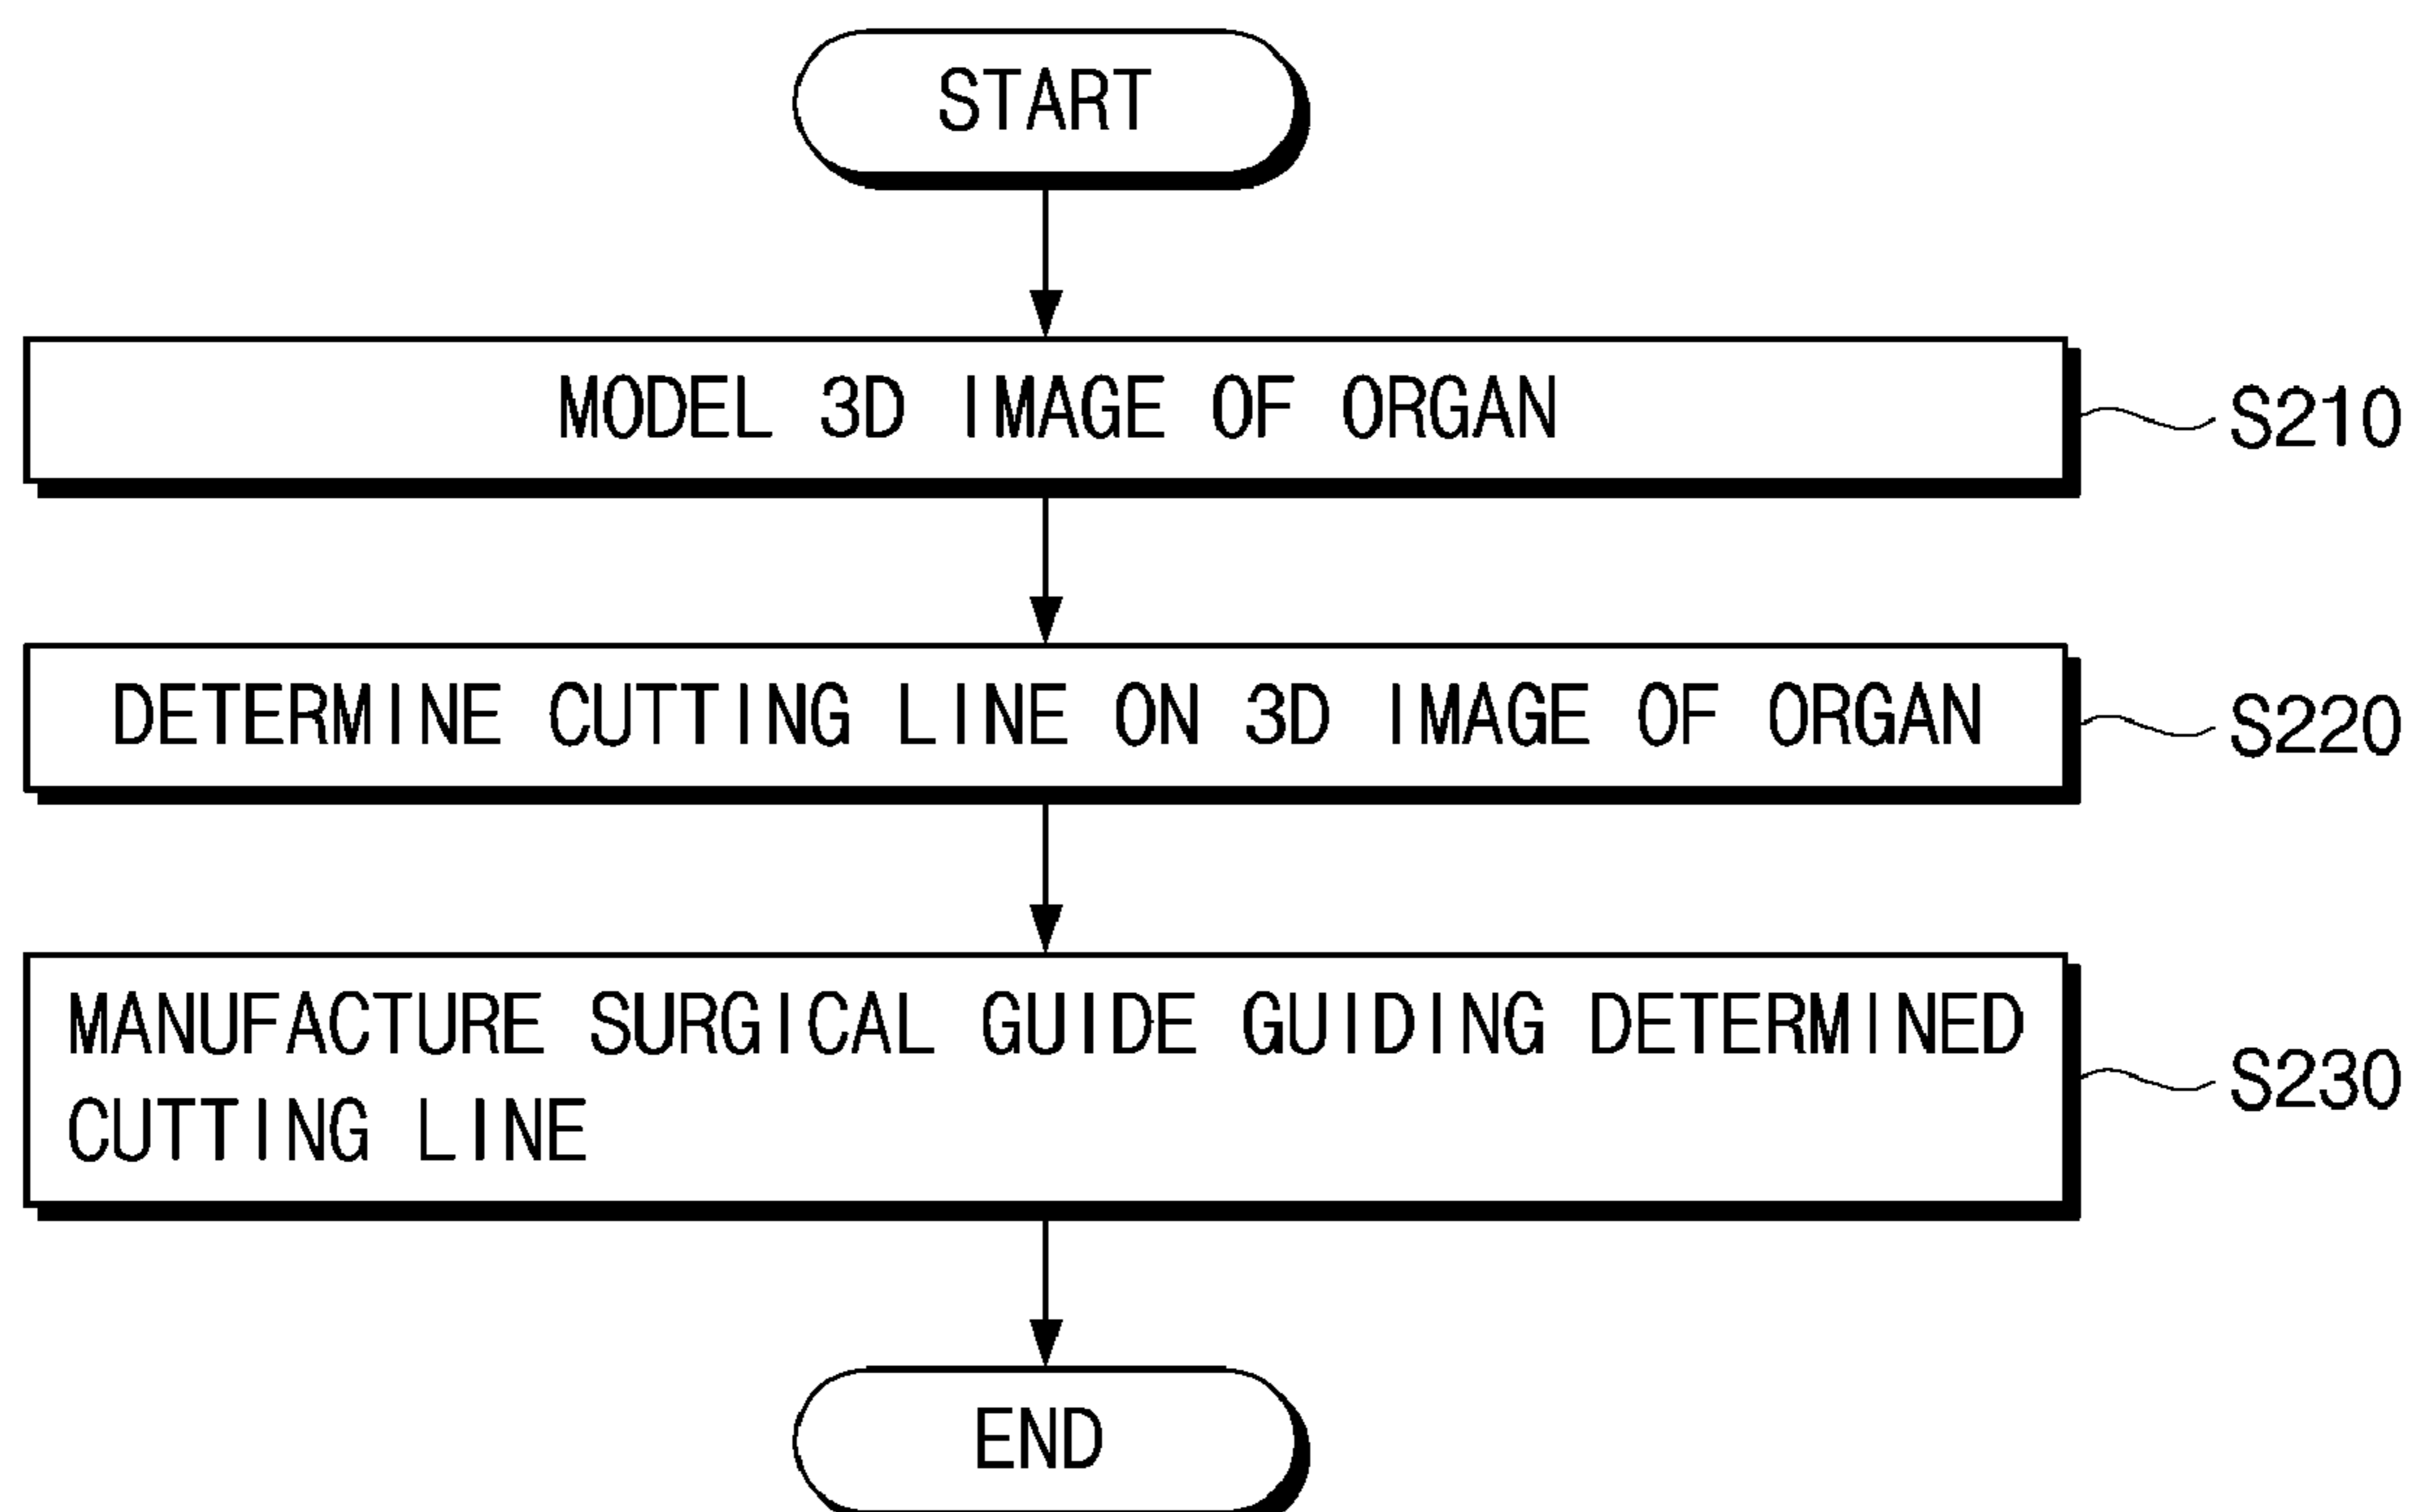 START
MODEL 3D IMAGE OF ORGAN
S210
DETERMINE CUTTING LINE ON 3D IMAGE OF ORGAN
S220
MANUFACTURE SURGICAL GUIDE GUIDING DETERMINED
CUTTING LINE
S230
END